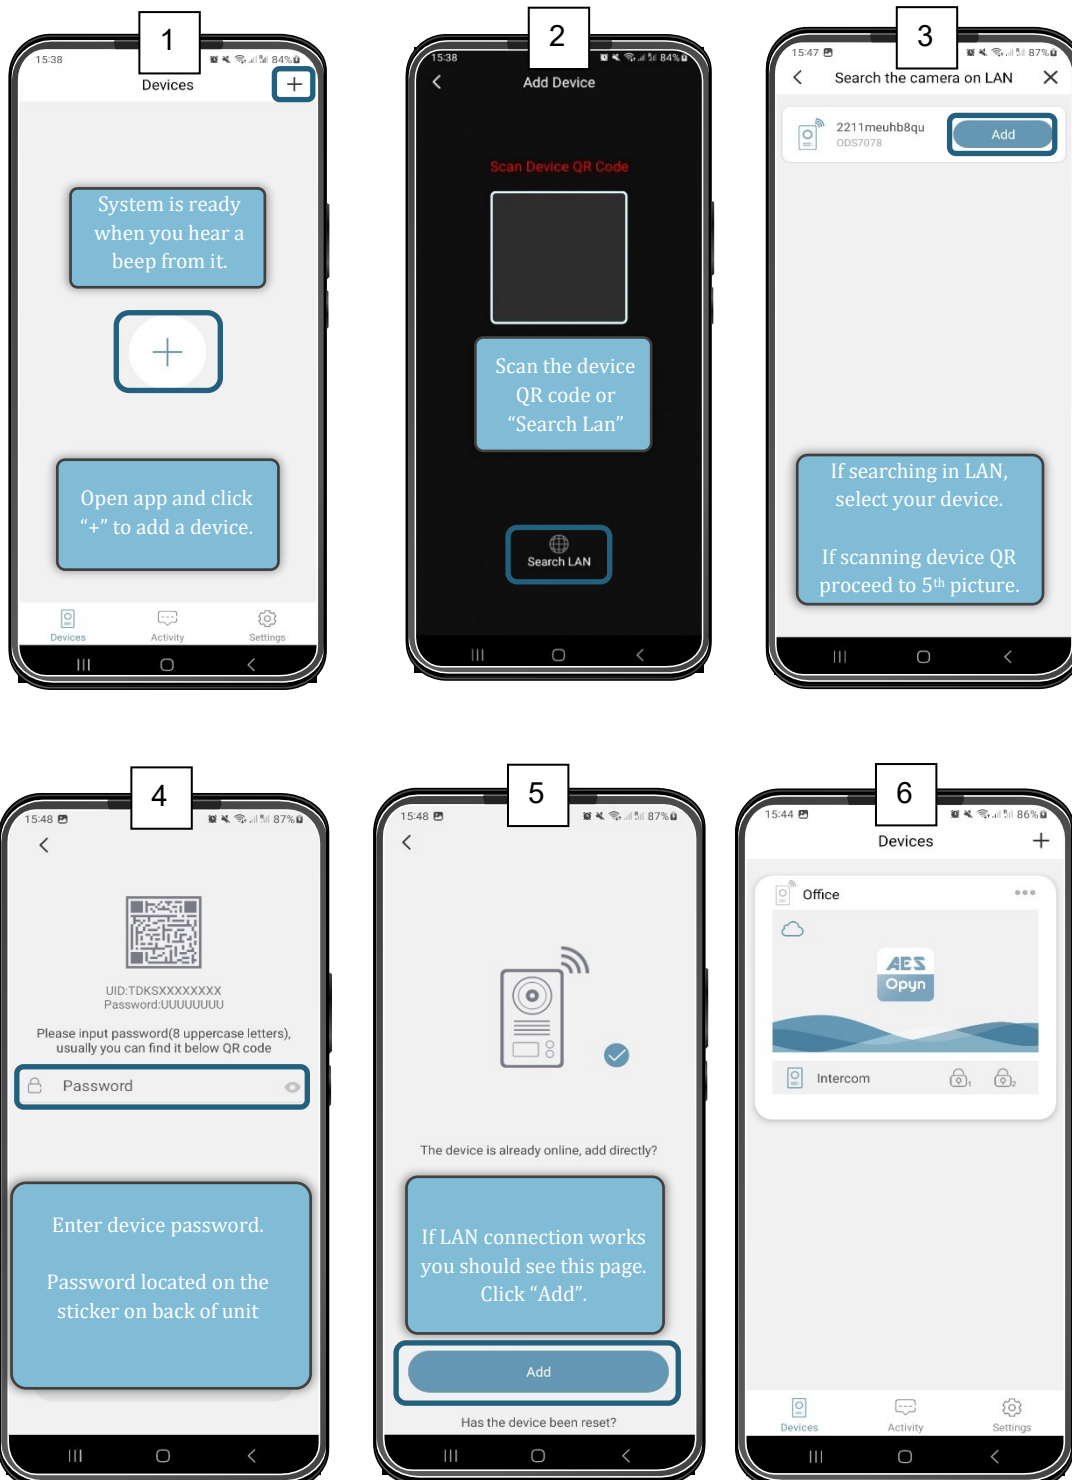 1
15:38
84%
Devices
System is ready
when you hear a
beep from it.
Open app and click
“+” to add a device.
Devices
Activity
Settings
2
15:38
84%
Add Device
Scan Device QR Code
Scan the device
QR code or
“Search Lan”
Search LAN
3
15:47
87%
Search the camera on LAN
2211meuhb8qu
ODS7078
Add
If searching in LAN,
select your device.
If scanning device QR
proceed to 5th picture.
4
15:48
87%
UID:TDKSXXXXXXXX
Password:UUUUUUUU
Please input password(8 uppercase letters),
usually you can find it below QR code
Password
Enter device password.
Password located on the
sticker on back of unit
5
15:48
87%
The device is already online, add directly?
If LAN connection works
you should see this page.
Click “Add”.
Add
Has the device been reset?
6
15:44
86%
Devices
Office
AES
Opyn
Intercom
1
2
Devices
Activity
Settings